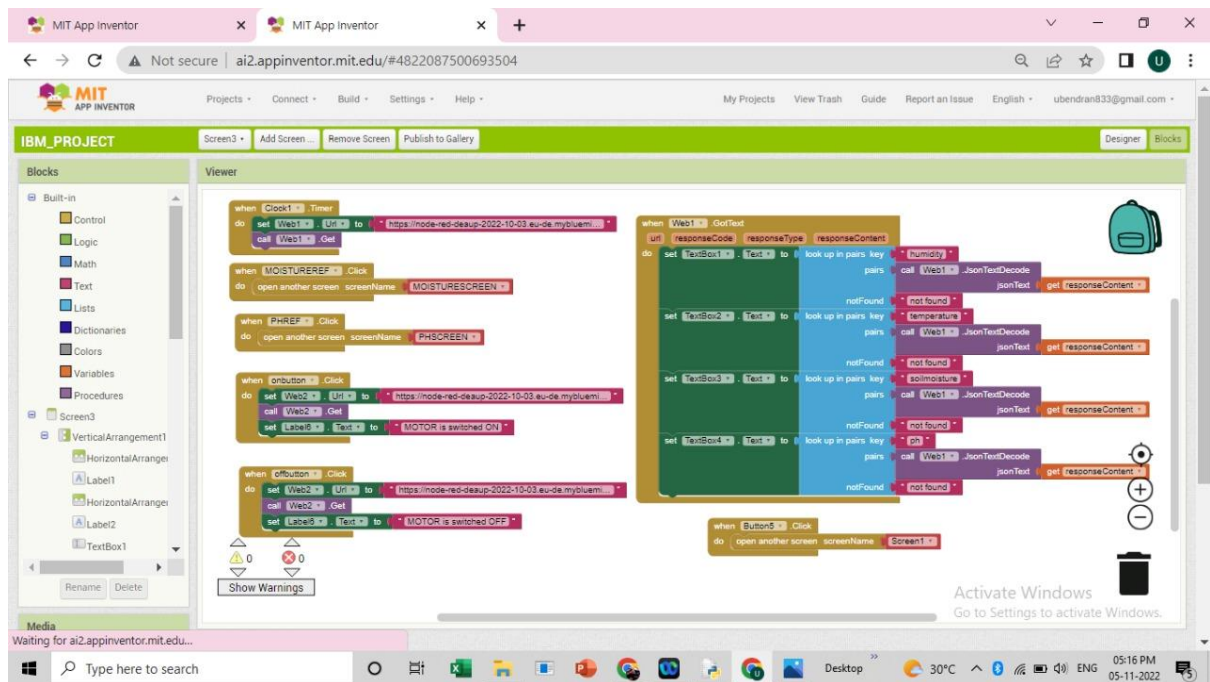 MIT App Inventor
MIT App Inventor
Not secure | ai2.appinventor.mit.edu/#4822087500693504
MIT APP INVENTOR
Projects Connect Build Settings Help
My Projects View Trash Guide Report an Issue English ubendran833@gmail.com
IBM_PROJECT
Screen3 Add Screen ... Remove Screen Publish to Gallery
Designer Blocks
Blocks
Built-in
Control
Logic
Math
Text
Lists
Dictionaries
Colors
Variables
Procedures
Screen3
VerticalArrangement1
HorizontalArranger
Label1
HorizontalArranger
Label2
TextBox1
Rename Delete
Media
Waiting for ai2.appinventor.mit.edu...
Viewer
when Clock1 .Timer
do set Web1 . Url to " https://node-red-deaup-2022-10-03.eu-de.mybluemi... "
call Web1 .Get
when MOISTUREREF .Click
do open another screen screenName MOISTURESCREEN
when PHREF .Click
do open another screen screenName PHSCREEN
when onbutton .Click
do set Web2 . Url to " https://node-red-deaup-2022-10-03.eu-de.mybluemi... "
call Web2 .Get
set Label6 . Text to " MOTOR is switched ON "
when offbutton .Click
do set Web2 . Url to " https://node-red-deaup-2022-10-03.eu-de.mybluemi... "
call Web2 .Get
set Label6 . Text to " MOTOR is switched OFF "
0 0
Show Warnings
when Web1 .GotText
url responseCode responseType responseContent
do set TextBox1 . Text to look up in pairs key " humidity "
pairs call Web1 .JsonTextDecode
jsonText get responseContent
notFound " not found "
set TextBox2 . Text to look up in pairs key " temperature "
pairs call Web1 .JsonTextDecode
jsonText get responseContent
notFound " not found "
set TextBox3 . Text to look up in pairs key " soilmoisture "
pairs call Web1 .JsonTextDecode
jsonText get responseContent
notFound " not found "
set TextBox4 . Text to look up in pairs key " ph "
pairs call Web1 .JsonTextDecode
jsonText get responseContent
notFound " not found "
when Button5 .Click
do open another screen screenName Screen1
Activate Windows
Go to Settings to activate Windows.
Type here to search
Desktop
30°C
ENG
05:16 PM
05-11-2022